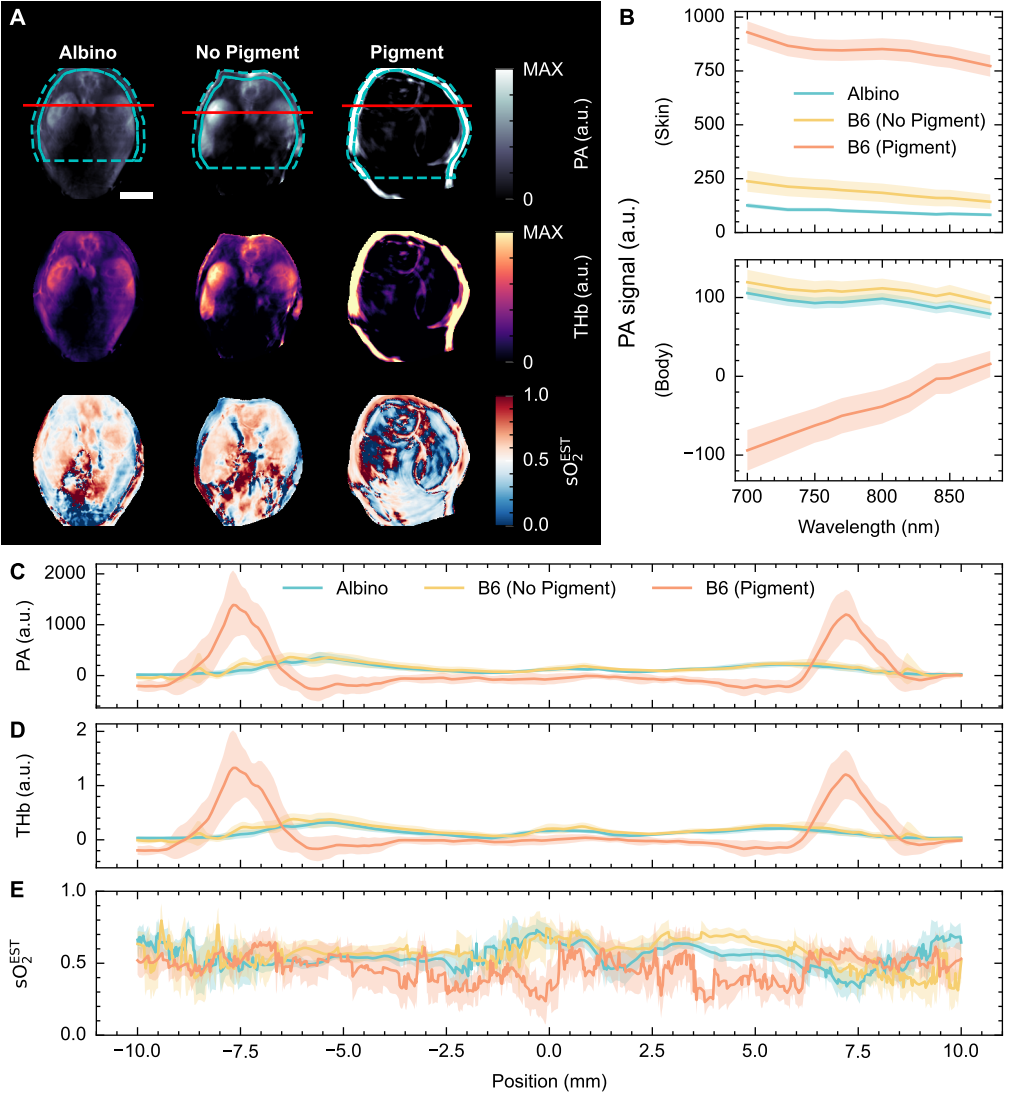 A
Albino
No Pigment
Pigment
MAX
PA (a.u.)
0
MAX
THb (a.u.)
0
1.0
sO₂ᴱˢᵀ
0.5
0.0
B
1000
750
500
250
0
(Skin)
Albino
B6 (No Pigment)
B6 (Pigment)
PA signal (a.u.)
100
0
−100
(Body)
700
750
800
850
Wavelength (nm)
C
2000
1000
0
PA (a.u.)
Albino
B6 (No Pigment)
B6 (Pigment)
D
2
1
0
THb (a.u.)
E
1.0
0.5
0.0
sO₂ᴱˢᵀ
−10.0
−7.5
−5.0
−2.5
0.0
2.5
5.0
7.5
10.0
Position (mm)